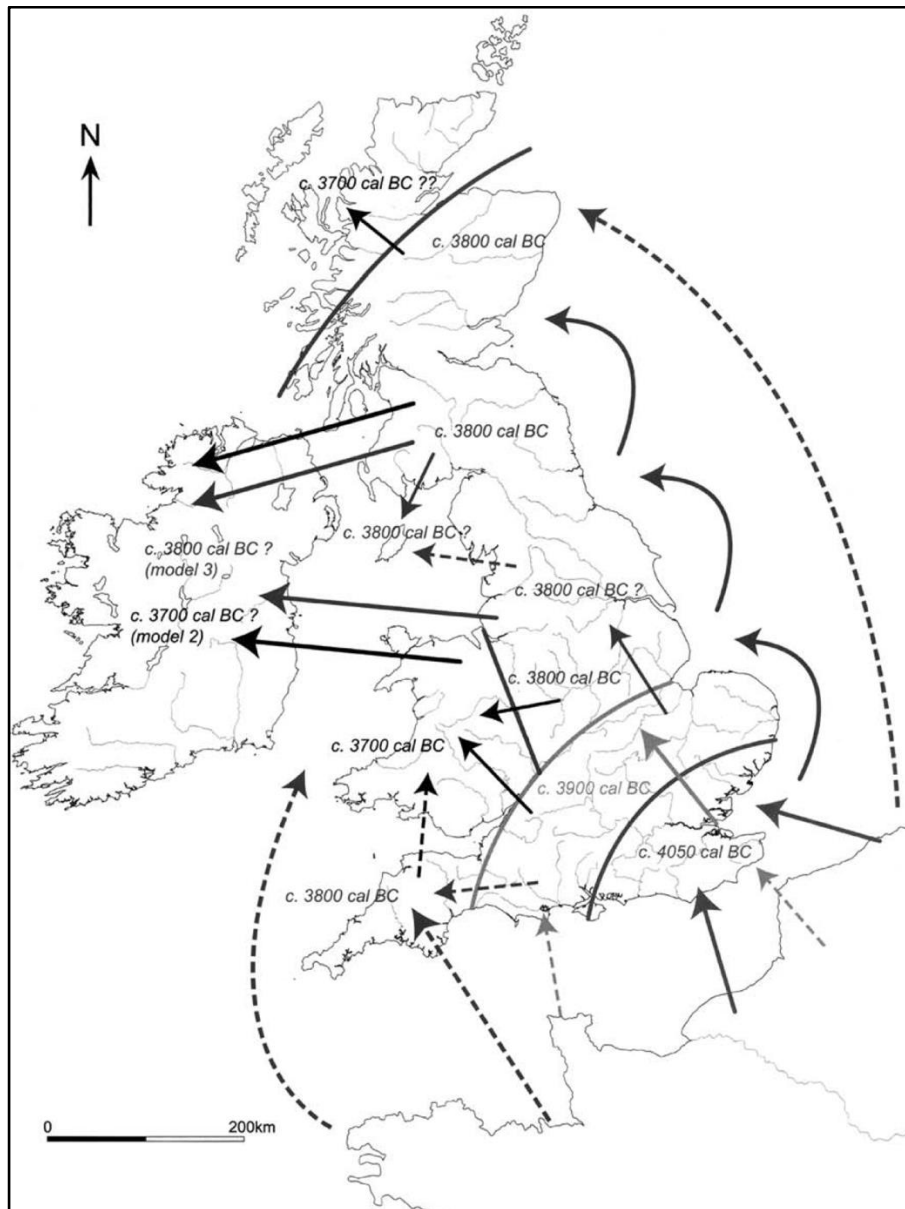 N
c. 3700 cal BC ??
c. 3800 cal BC
c. 3800 cal BC
c. 3800 cal BC ?
c. 3800 cal BC ?
(model 3)
c. 3800 cal BC ?
c. 3700 cal BC ?
(model 2)
c. 3800 cal BC
c. 3700 cal BC
c. 3900 cal BC
c. 4050 cal BC
c. 3800 cal BC
0
200km